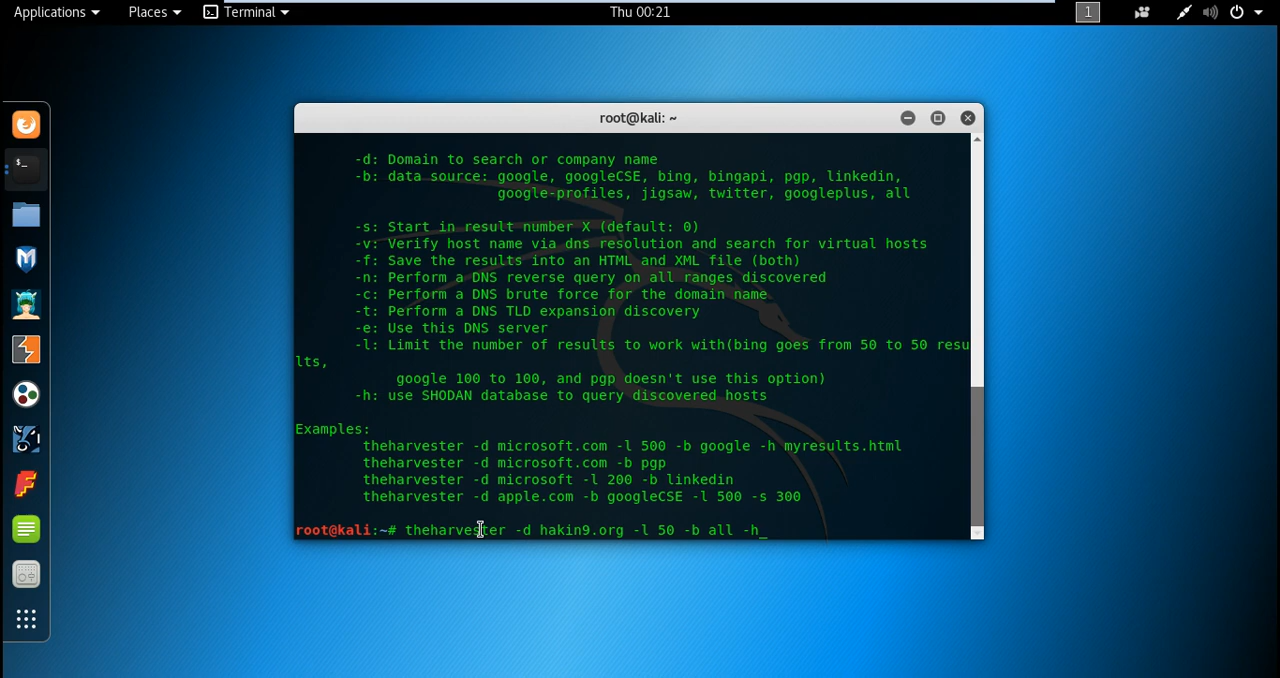 Applications Places Terminal Thu 00:21 1
root@kali: ~
-d: Domain to search or company name
-b: data source: google, googleCSE, bing, bingapi, pgp, linkedin,
google-profiles, jigsaw, twitter, googleplus, all
-s: Start in result number X (default: 0)
-v: Verify host name via dns resolution and search for virtual hosts
-f: Save the results into an HTML and XML file (both)
-n: Perform a DNS reverse query on all ranges discovered
-c: Perform a DNS brute force for the domain name
-t: Perform a DNS TLD expansion discovery
-e: Use this DNS server
-l: Limit the number of results to work with(bing goes from 50 to 50 resu
lts,
google 100 to 100, and pgp doesn't use this option)
-h: use SHODAN database to query discovered hosts
Examples:
theharvester -d microsoft.com -l 500 -b google -h myresults.html
theharvester -d microsoft.com -b pgp
theharvester -d microsoft -l 200 -b linkedin
theharvester -d apple.com -b googleCSE -l 500 -s 300
root@kali:~# theharvester -d hakin9.org -l 50 -b all -h_